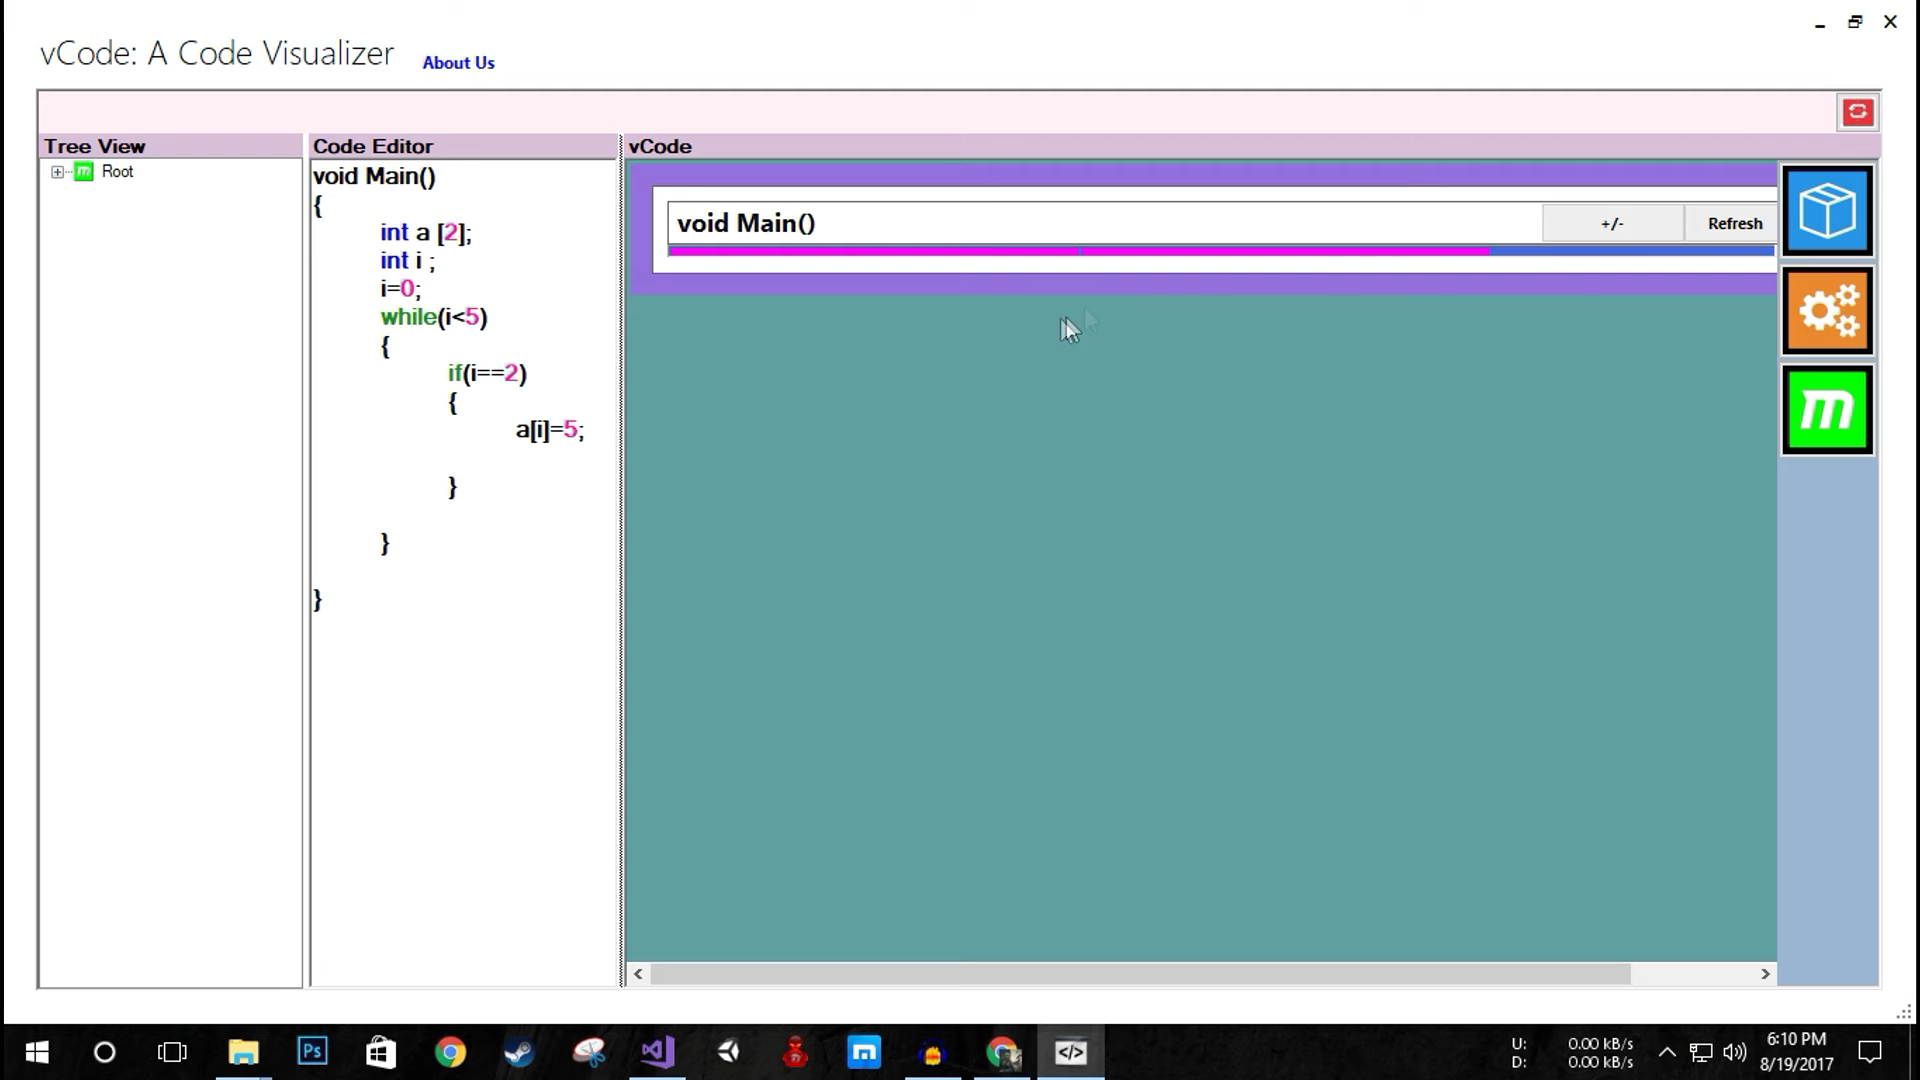 vCode: A Code Visualizer
About Us
Tree View
Root
Code Editor
void Main()
{
int a [2];
int i ;
i=0;
while(i<5)
{
if(i==2)
{
a[i]=5;
}
}
}
vCode
void Main()
+/-
Refresh
m
m
Ps
</>
U: 0.00 kB/s
D: 0.00 kB/s
6:10 PM
8/19/2017